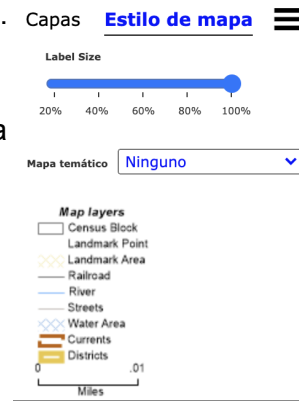 . Capas Estilo de mapa
Label Size
20% 40% 60% 80% 100%
a
Mapa temático Ninguno
Map layers
Census Block
Landmark Point
Landmark Area
Railroad
River
Streets
Water Area
Currents
Districts
0 .01
Miles